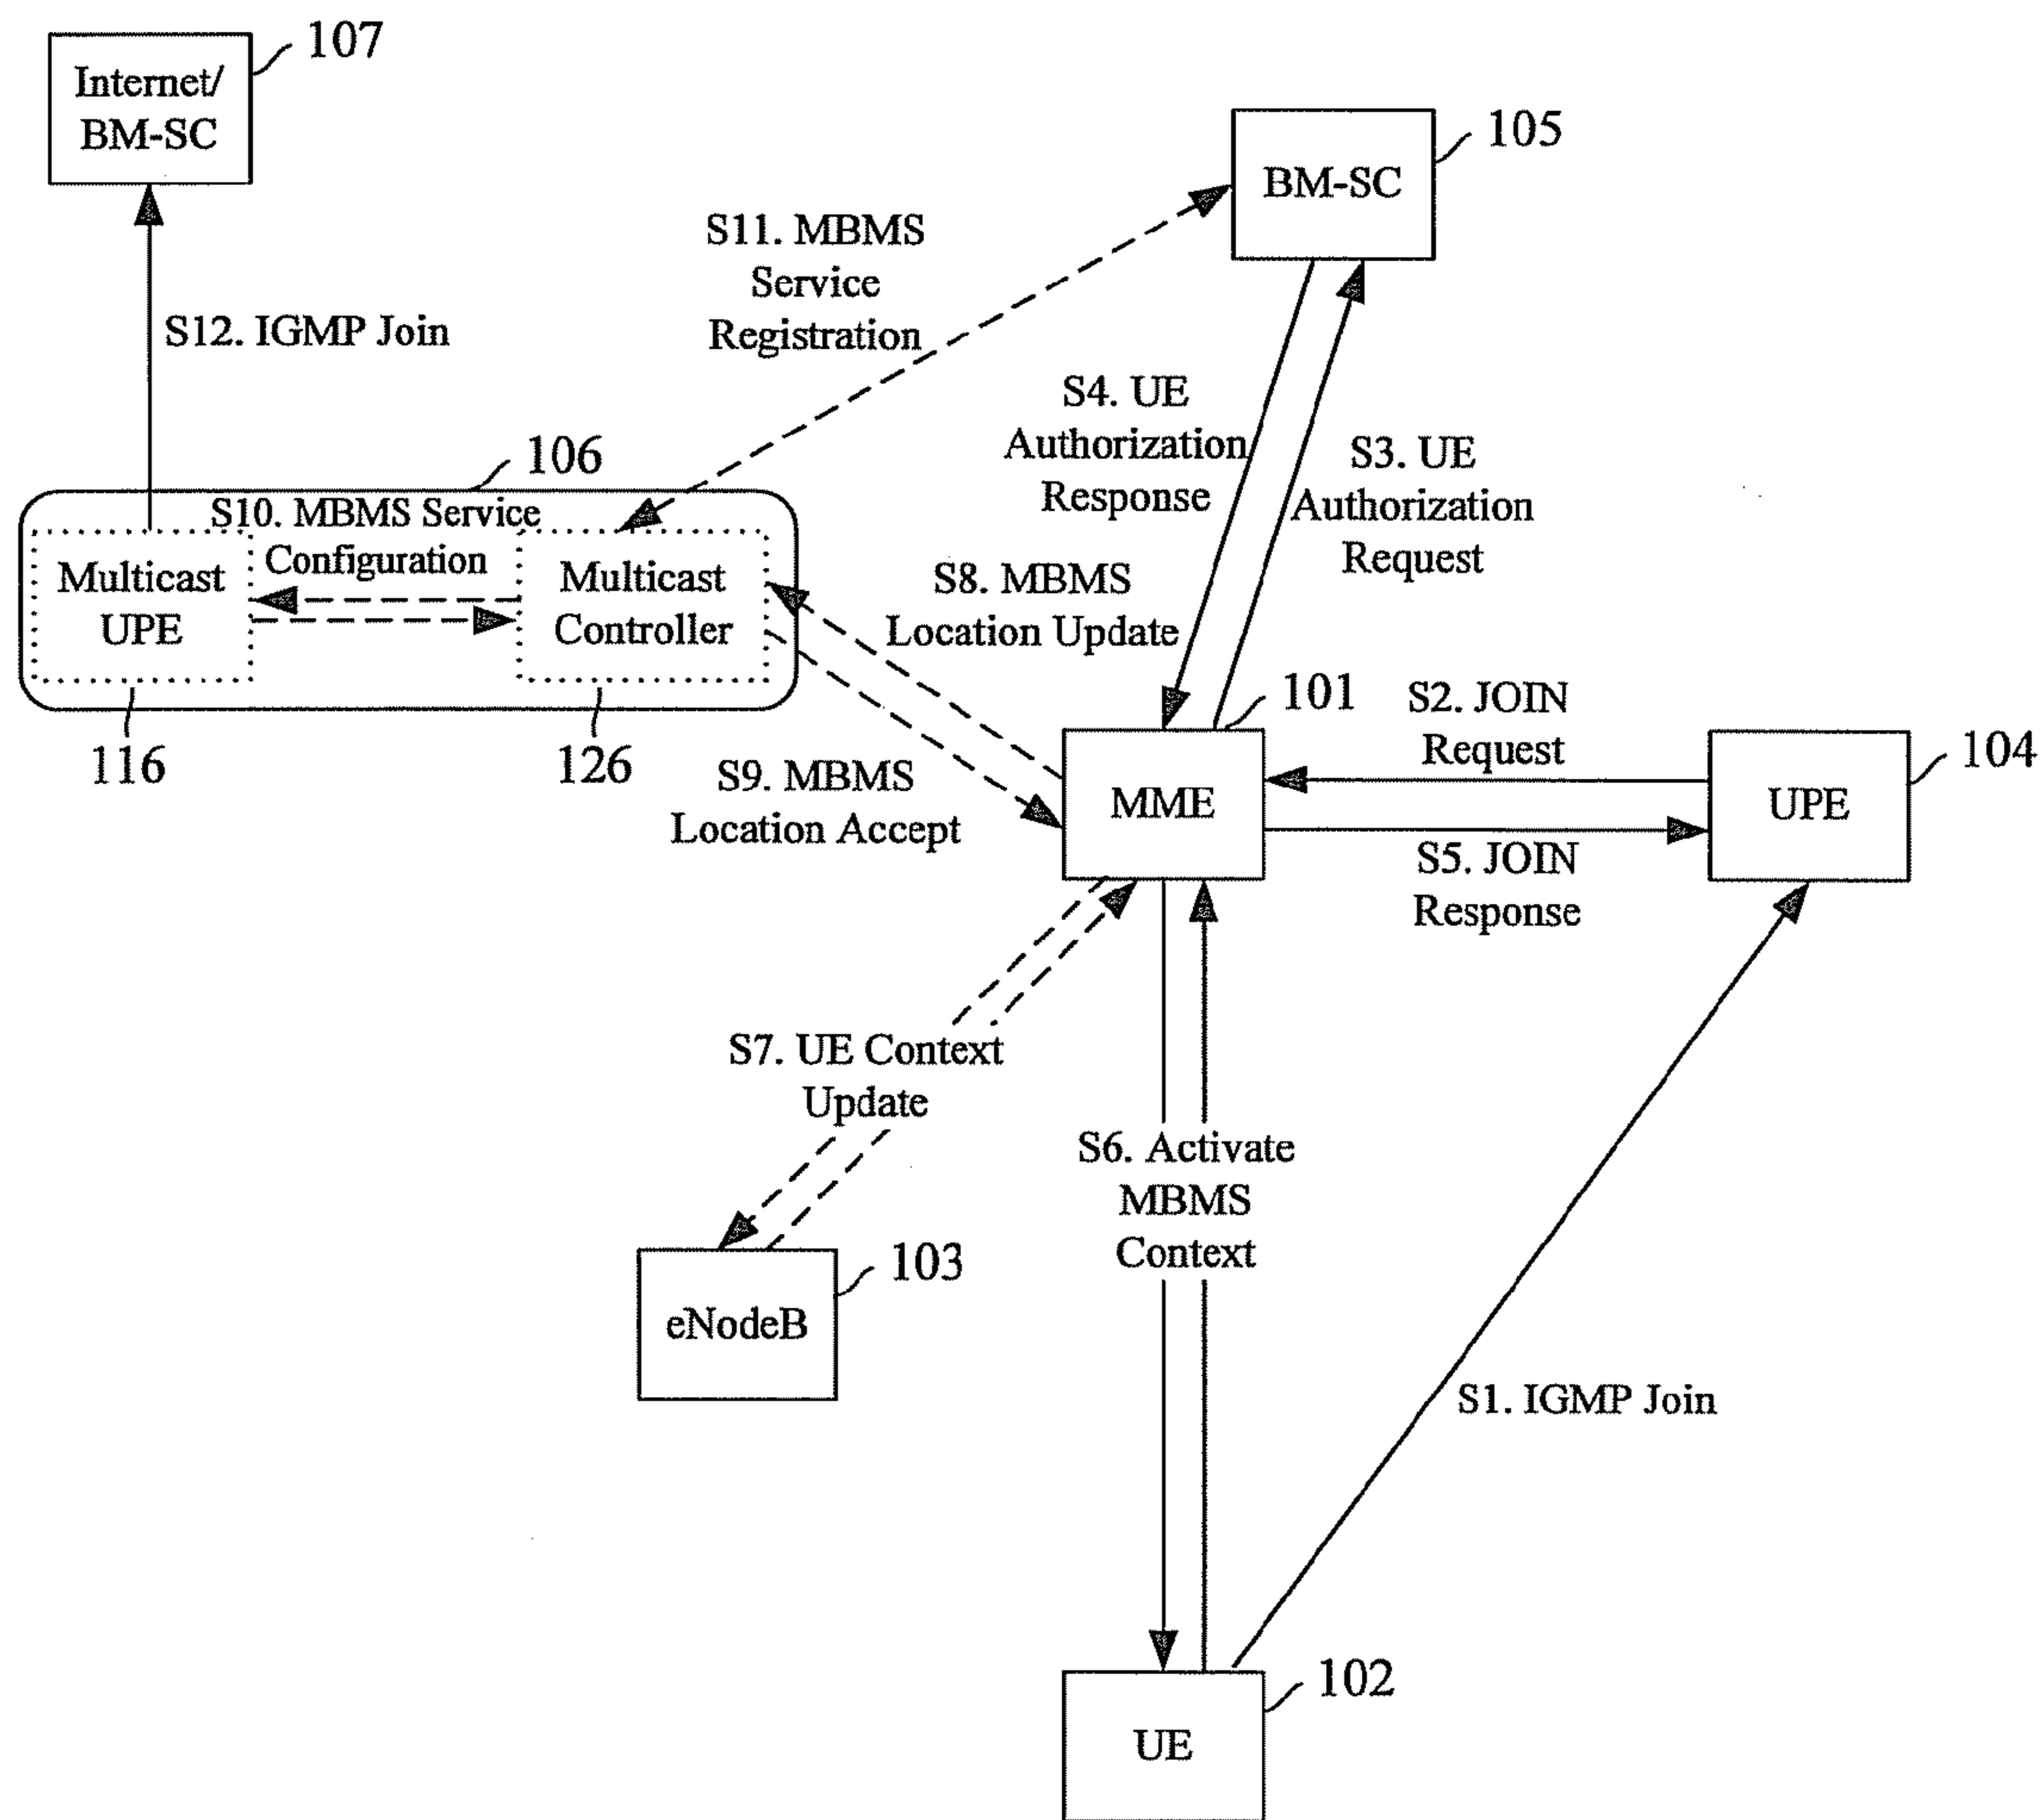 107
Internet/
BM-SC
105
BM-SC
S11. MBMS
Service
Registration
S12. IGMP Join
S4. UE
Authorization
Response
S3. UE
Authorization
Request
106
S10. MBMS Service
Configuration
Multicast
UPE
Multicast
Controller
116
126
S8. MBMS
Location Update
S9. MBMS
Location Accept
101
MME
S2. JOIN
Request
S5. JOIN
Response
104
UPE
S7. UE Context
Update
S6. Activate
MBMS
Context
103
eNodeB
S1. IGMP Join
102
UE